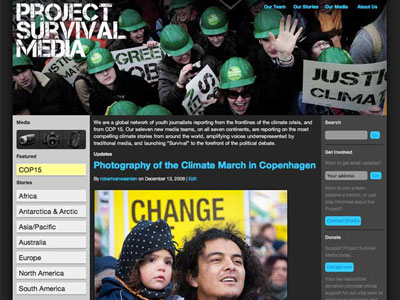 PROJECT
SURVIVAL
MEDIA
Our Team
Our Stories
Our Media
About Us
GREEN
JUSTICE
CLIMAT
Media
Featured
COP15
Stories
Africa
Antarctica & Arctic
Asia/Pacific
Australia
Europe
North America
South America
We are a global network of youth journalists reporting from the frontlines of the climate crisis, and
from COP 15. Our seleven new media teams, on all seven continents, are reporting on the most
compelling climate stories from around the world, amplifying voices underrepresented by
traditional media, and launching "Survival" to the forefront of the political debate.
Updates
Photography of the Climate March in Copenhagen
By robertvanwaarden on December 13, 2009 | Edit
CHANGE
Search
Go
Get Involved
Want to get email updates?
Your address
Go
Want to join a team,
become a mentor, or just
stay informed about the
Project?
Contact Shadia
Donate
Support Project Survival
Media today.
Donate now
Your tax-deductible
donation provides critical
support for our vital work to